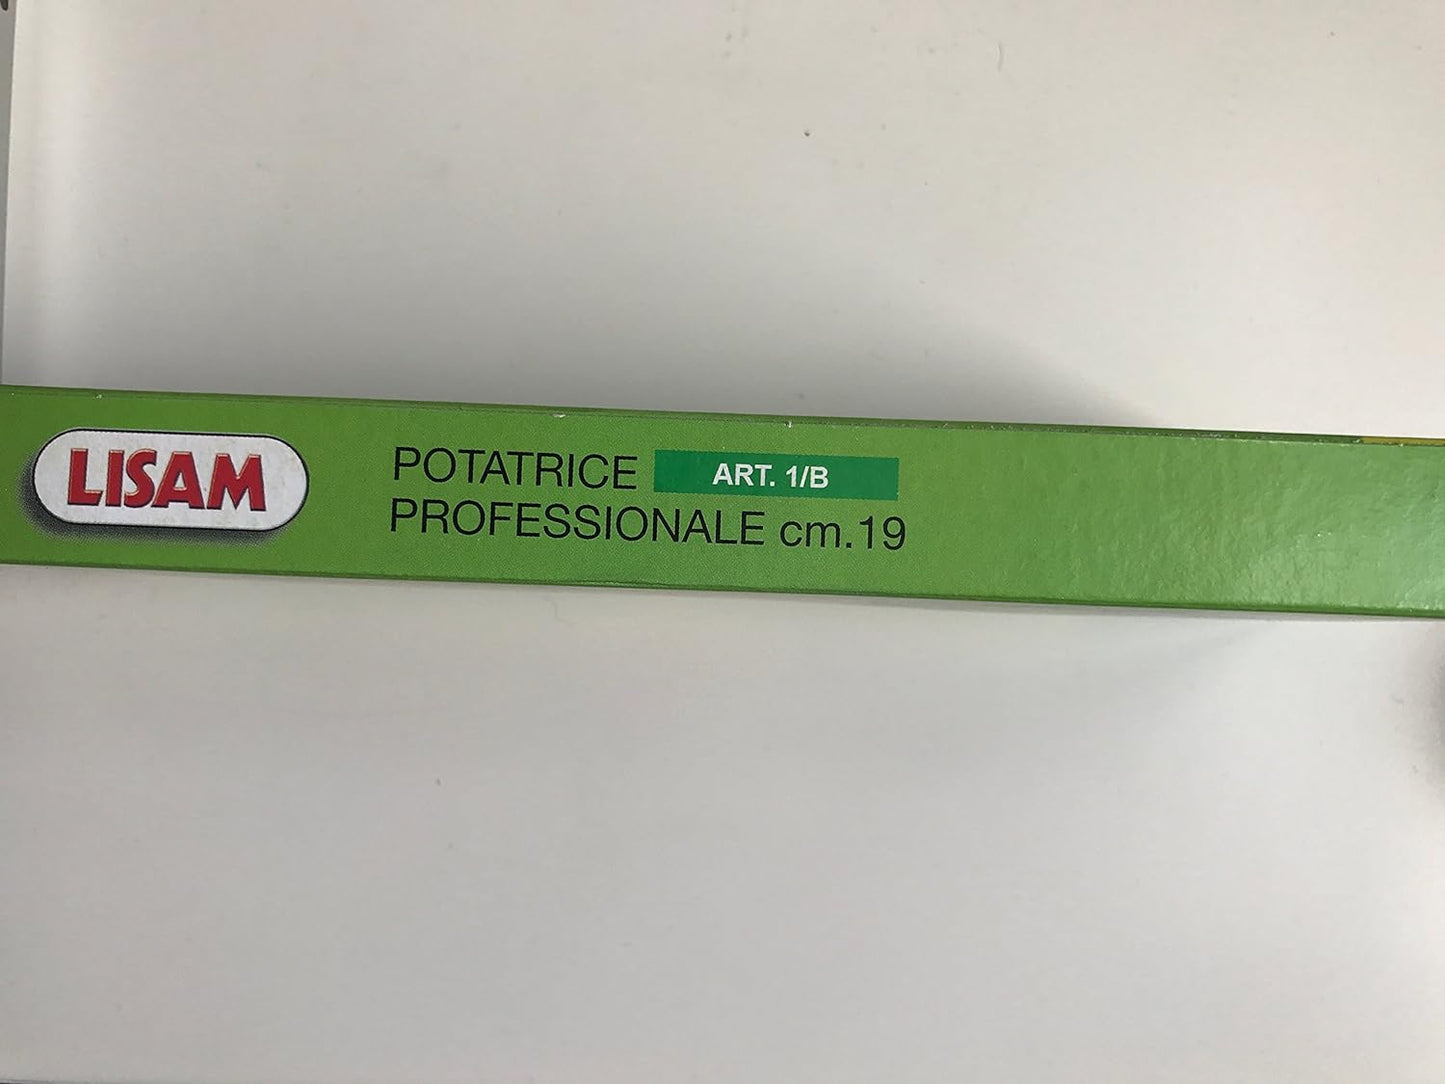 LISAM
POTATRICE ART. 1/B
PROFESSIONALE cm.19